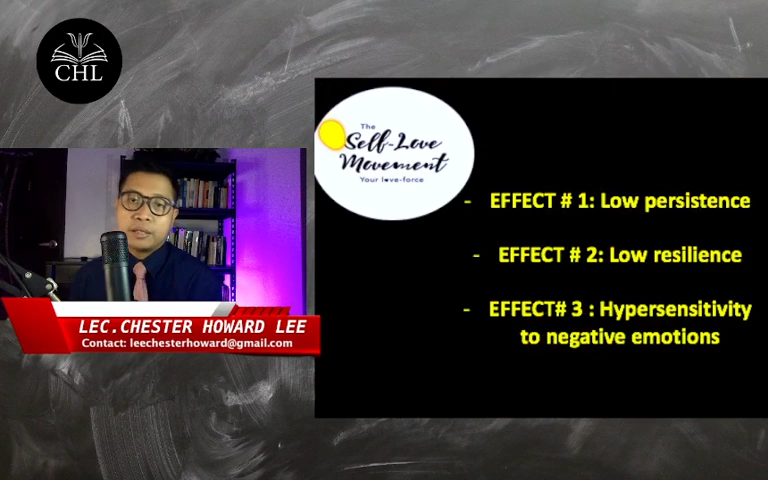 CHL
The
Self-Love
Movement
Your love-force
- EFFECT # 1: Low persistence
- EFFECT # 2: Low resilience
- EFFECT# 3 : Hypersensitivity
to negative emotions
LEC.CHESTER HOWARD LEE
Contact: leechesterhoward@gmail.com